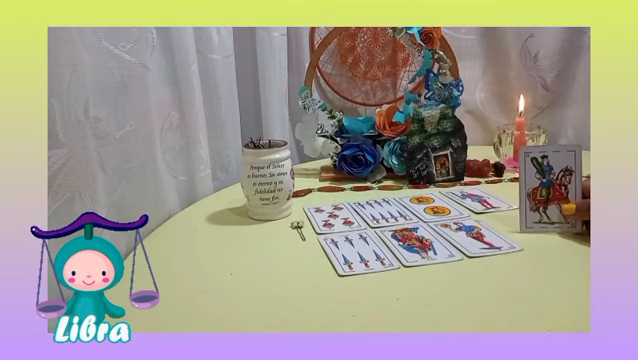 Porque el Señor
es bueno; Su amor
es eterno y su
fidelidad no
tiene fin.
Libra